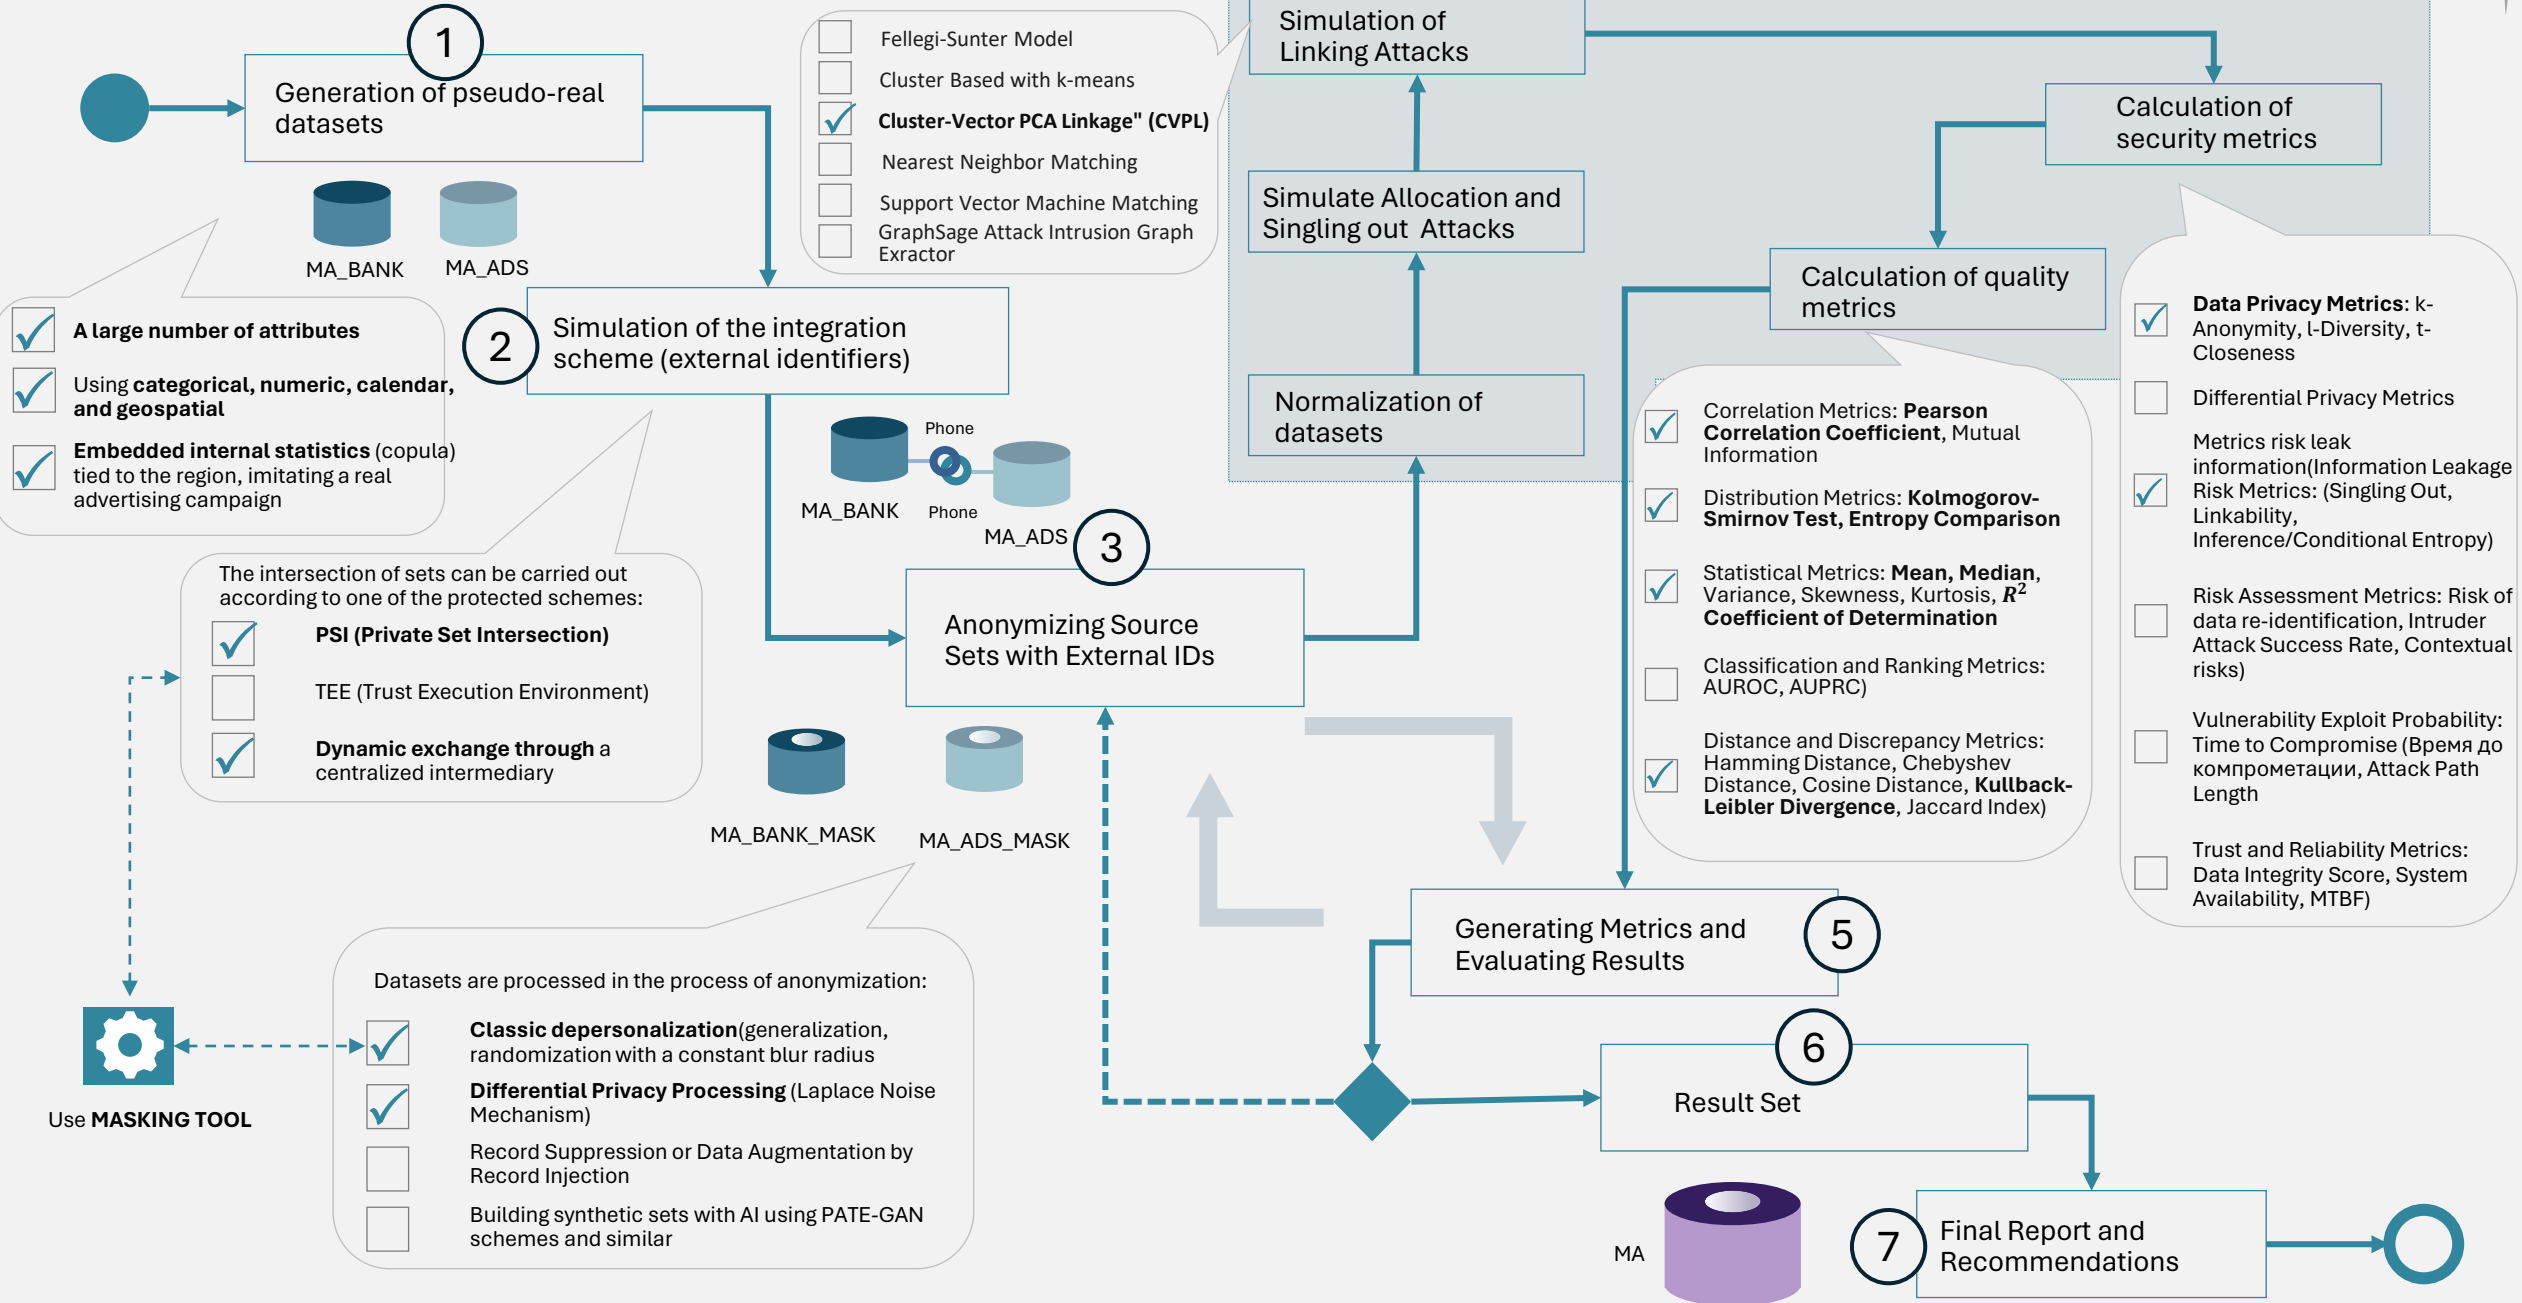 1
Generation of pseudo-real
datasets
MA_BANK
MA_ADS
A large number of attributes
Using categorical, numeric, calendar,
and geospatial
Embedded internal statistics (copula)
tied to the region, imitating a real
advertising campaign
Fellegi-Sunter Model
Cluster Based with k-means
Cluster-Vector PCA Linkage" (CVPL)
Nearest Neighbor Matching
Support Vector Machine Matching
GraphSage Attack Intrusion Graph
Exractor
Simulation of
Linking Attacks
Simulate Allocation and
Singling out Attacks
Normalization of
datasets
Calculation of
security metrics
Calculation of quality
metrics
2
Simulation of the integration
scheme (external identifiers)
MA_BANK
Phone
Phone
MA_ADS
The intersection of sets can be carried out
according to one of the protected schemes:
PSI (Private Set Intersection)
TEE (Trust Execution Environment)
Dynamic exchange through a
centralized intermediary
3
Anonymizing Source
Sets with External IDs
MA_BANK_MASK
MA_ADS_MASK
Correlation Metrics: Pearson
Correlation Coefficient, Mutual
Information
Distribution Metrics: Kolmogorov-
Smirnov Test, Entropy Comparison
Statistical Metrics: Mean, Median,
Variance, Skewness, Kurtosis, R²
Coefficient of Determination
Classification and Ranking Metrics:
AUROC, AUPRC)
Distance and Discrepancy Metrics:
Hamming Distance, Chebyshev
Distance, Cosine Distance, Kullback-
Leibler Divergence, Jaccard Index)
Data Privacy Metrics: k-
Anonymity, l-Diversity, t-
Closeness
Differential Privacy Metrics
Metrics risk leak
information(Information Leakage
Risk Metrics: (Singling Out,
Linkability,
Inference/Conditional Entropy)
Risk Assessment Metrics: Risk of
data re-identification, Intruder
Attack Success Rate, Contextual
risks)
Vulnerability Exploit Probability:
Time to Compromise (Время до
компрометации, Attack Path
Length
Trust and Reliability Metrics:
Data Integrity Score, System
Availability, MTBF)
Use MASKING TOOL
Datasets are processed in the process of anonymization:
Classic depersonalization(generalization,
randomization with a constant blur radius
Differential Privacy Processing (Laplace Noise
Mechanism)
Record Suppression or Data Augmentation by
Record Injection
Building synthetic sets with AI using PATE-GAN
schemes and similar
Generating Metrics and
Evaluating Results
5
6
Result Set
MA
7
Final Report and
Recommendations